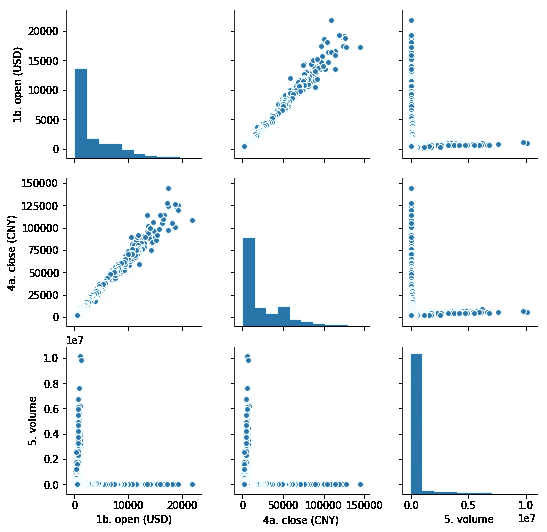 20000
15000
10000
5000
0
1b. open (USD)
150000
125000
100000
75000
50000
25000
0
4a. close (CNY)
1e7
1.0
0.8
0.6
0.4
0.2
0.0
5. volume
0 10000 20000
1b. open (USD)
0 50000 100000 150000
4a. close (CNY)
0.0 0.5 1.0
5. volume 1e7